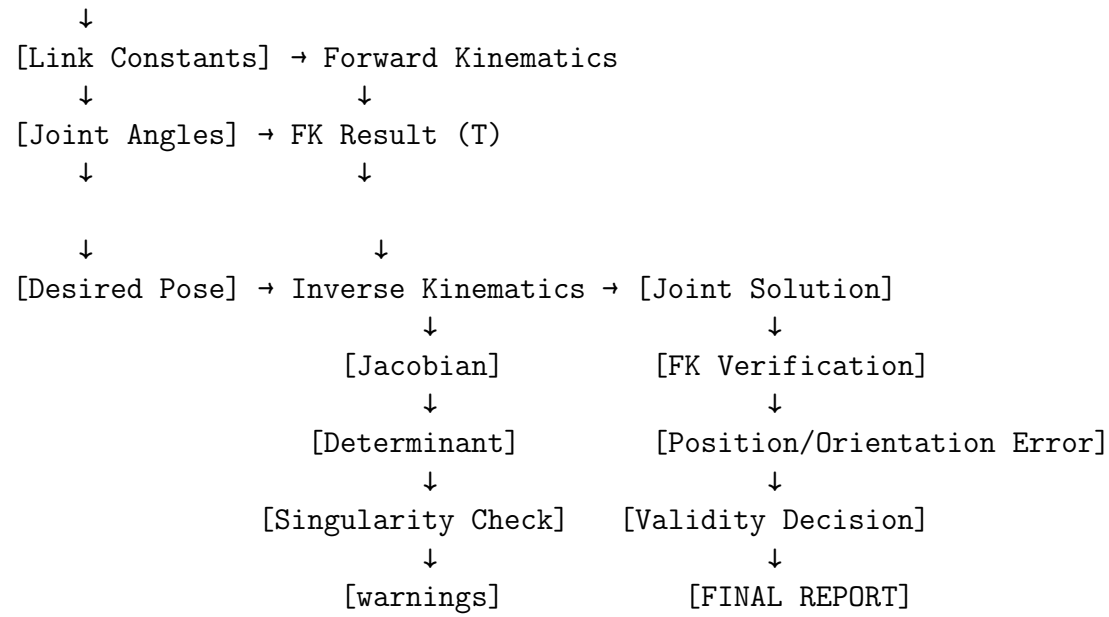 ↓
[Link Constants] → Forward Kinematics
↓ ↓
[Joint Angles] → FK Result (T)
↓ ↓
↓ ↓
[Desired Pose] → Inverse Kinematics → [Joint Solution]
↓ ↓
[Jacobian] [FK Verification]
↓ ↓
[Determinant] [Position/Orientation Error]
↓ ↓
[Singularity Check] [Validity Decision]
↓ ↓
[warnings] [FINAL REPORT]